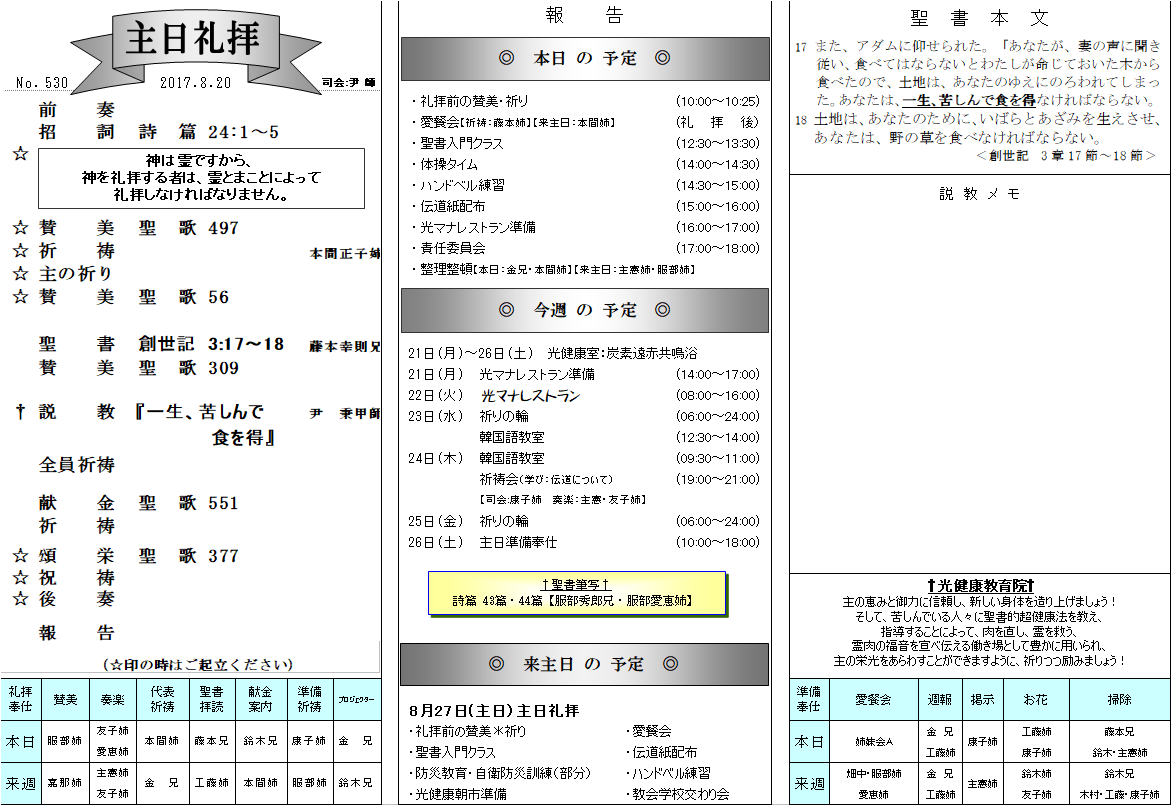 主日礼拝
No. 530
2017.8.20
司会:尹 師
前 奏
招 詞 詩 篇 24:1～5
☆
神は霊ですから、
神を礼拝する者は、霊とまことによって
礼拝しなければなりません。
☆ 賛 美 聖 歌 497
☆ 祈 祷 本間正子姉
☆ 主の祈り
☆ 賛 美 聖 歌 56
聖 書 創世記 3:17～18 藤本幸則兄
賛 美 聖 歌 309
† 説 教 『一生、苦しんで 尹 秉甲師
食を得』
全員祈祷
献 金 聖 歌 551
祈 祷
☆ 頌 栄 聖 歌 377
☆ 祝 祷
☆ 後 奏
報 告
(☆印の時はご起立ください)
礼拝奉仕 賛美 奏楽 代表祈祷 聖書拝読 献金案内 準備祈祷 プロジェクター
本日 服部姉 友子姉 愛恵姉 本間姉 藤本兄 鈴木兄 康子姉 金 兄
来週 嘉那姉 主憲姉 友子姉 金 兄 工藤姉 本間姉 服部姉 鈴木兄
報 告
◎ 本日 の 予定 ◎
・礼拝前の賛美・祈り (10:00～10:25)
・愛餐会【祈祷:藤本姉】【来主日:本間姉】 (礼 拝 後)
・聖書入門クラス (12:30～13:30)
・体操タイム (14:00～14:30)
・ハンドベル練習 (14:30～15:00)
・伝道紙配布 (15:00～16:00)
・光マナレストラン準備 (16:00～17:00)
・責任委員会 (17:00～18:00)
・整理整頓【本日:金兄・本間姉】【来主日:主憲姉・服部姉】
◎ 今週 の 予定 ◎
21日(月)～26日(土) 光健康室:炭素遠赤共鳴浴
21日(月) 光マナレストラン準備 (14:00～17:00)
22日(火) 光マナレストラン (08:00～16:00)
23日(水) 祈りの輪 (06:00～24:00)
韓国語教室 (12:30～14:00)
24日(木) 韓国語教室 (09:30～11:00)
祈祷会(学び:伝道について) (19:00～21:00)
【司会:康子姉 奏楽:主憲・友子姉】
25日(金) 祈りの輪 (06:00～24:00)
26日(土) 主日準備奉仕 (10:00～18:00)
†聖書筆写†
詩篇 43篇・44篇【服部秀郎兄・服部愛恵姉】
◎ 来主日 の 予定 ◎
8月27日(主日) 主日礼拝
・礼拝前の賛美＊祈り ・愛餐会
・聖書入門クラス ・伝道紙配布
・防災教育・自衛防災訓練(部分) ・ハンドベル練習
・光健康朝市準備 ・教会学校交わり会
聖 書 本 文
17 また、アダムに仰せられた。「あなたが、妻の声に聞き
従い、食べてはならないとわたしが命じておいた木から
食べたので、土地は、あなたのゆえにのろわれてしまっ
た。あなたは、一生、苦しんで食を得なければならない。
18 土地は、あなたのために、いばらとあざみを生えさせ、
あなたは、野の草を食べなければならない。
＜創世記 3章17節～18節＞
説 教 メ モ
†光健康教育院†
主の恵みと御力に信頼し、新しい身体を造り上げましょう!
そして、苦しんでいる人々に聖書的超健康法を教え、
指導することによって、肉を直し、霊を救う、
霊肉の福音を宣べ伝える働き場として豊かに用いられ、
主の栄光をあらわすことができますように、祈りつつ励みましょう!
準備奉仕 愛餐会 週報 掲示 お花 掃除
本日 姉妹会A 金 兄 工藤姉 康子姉 工藤姉 康子姉 藤本兄 鈴木・主憲姉
来週 畑中・服部姉 愛恵姉 金 兄 工藤姉 主憲姉 鈴木姉 友子姉 鈴木兄 木村・工藤・康子姉